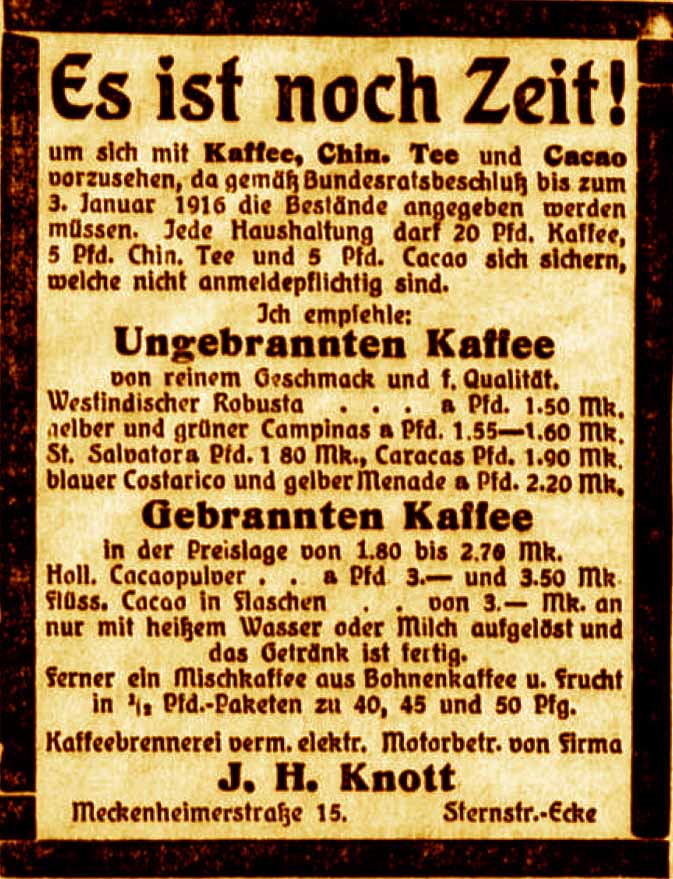 Es ist noch Zeit!
um sich mit Kaffee, Chin. Tee und Cacao
vorzusehen, da gemäß Bundesratsbeschluß bis zum
3. Januar 1916 die Bestände angegeben werden
müssen. Jede Haushaltung darf 20 Pfd. Kaffee,
5 Pfd. Chin. Tee und 5 Pfd. Cacao sich sichern,
welche nicht anmeldepflichtig sind.
Ich empfehle:
Ungebrannten Kaffee
von reinem Geschmack und f. Qualität.
Westindischer Robusta . . . a Pfd. 1.50 Mk.
gelber und grüner Campinas a Pfd. 1.55—1.60 Mk.
St. Salvatora Pfd. 1 80 Mk., Caracas Pfd. 1.90 Mk.
blauer Costarico und gelber Menade a Pfd. 2.20 Mk.
Gebrannten Kaffee
in der Preislage von 1.80 bis 2.70 Mk.
Holl. Cacaopulver . . a Pfd 3.— und 3.50 Mk
Flüss. Cacao in Flaschen . . von 3.— Mk. an
nur mit heißem Wasser oder Milch aufgelöst und
das Getränk ist fertig.
Ferner ein Mischkaffee aus Bohnenkaffee u. Frucht
in ½ Pfd.-Paketen zu 40, 45 und 50 Pfg.
Kaffeebrennerei verm. elektr. Motorbetr. von Firma
J. H. Knott
Meckenheimerstraße 15. Sternstr.-Ecke